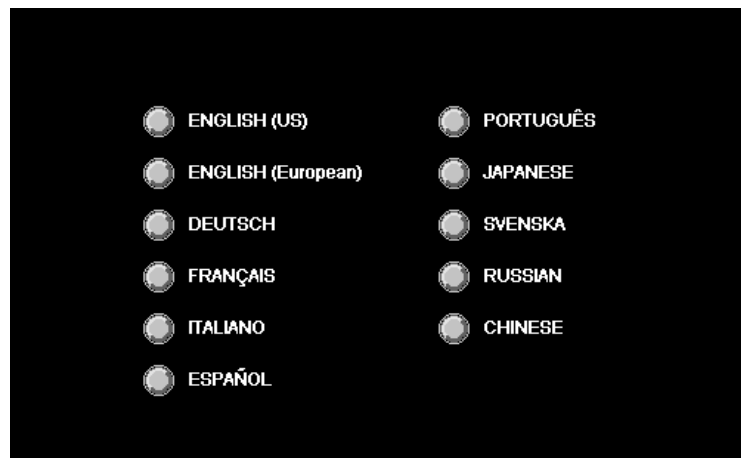 ENGLISH (US)
ENGLISH (European)
DEUTSCH
FRANÇAIS
ITALIANO
ESPAÑOL
PORTUGUÊS
JAPANESE
SVENSKA
RUSSIAN
CHINESE